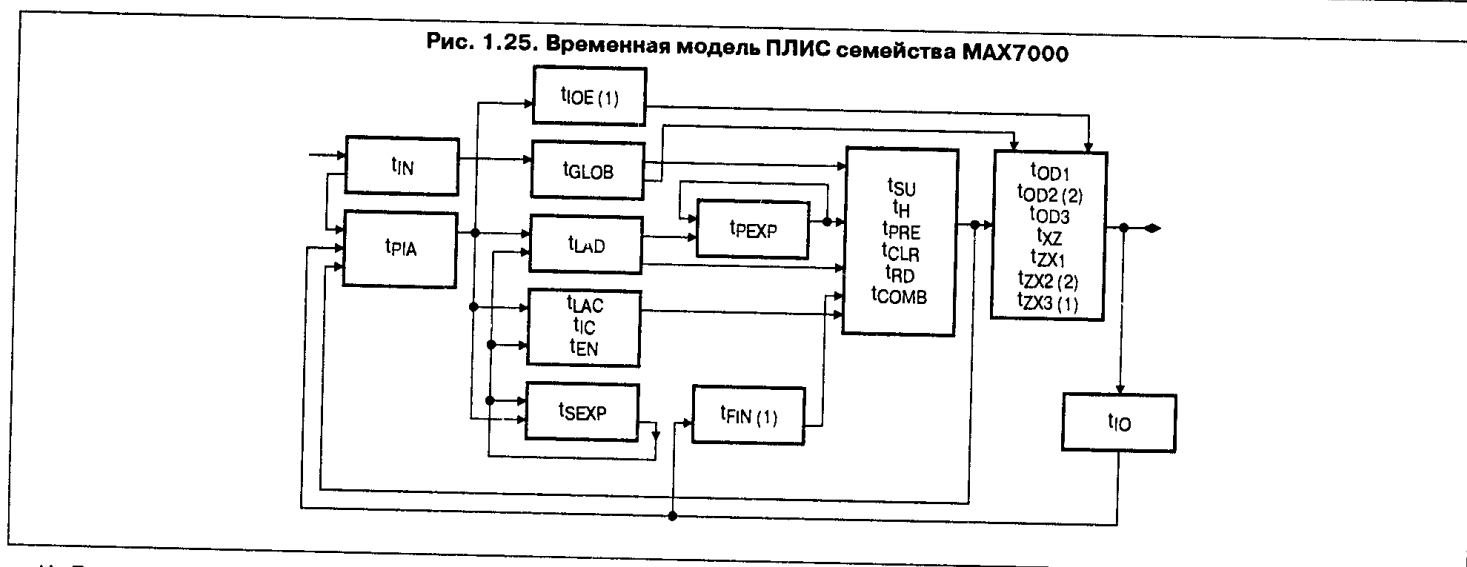 Рис. 1.25. Временная модель ПЛИС семейства MAX7000
tIOE (1)
tIN
tGLOB
tPIA
tLAD
tPEXP
tLAC
tIC
tEN
tSEXP
tFIN (1)
tSU
tH
tPRE
tCLR
tRD
tCOMB
tOD1
tOD2 (2)
tOD3
tXZ
tZX1
tZX2 (2)
tZX3 (1)
tIO